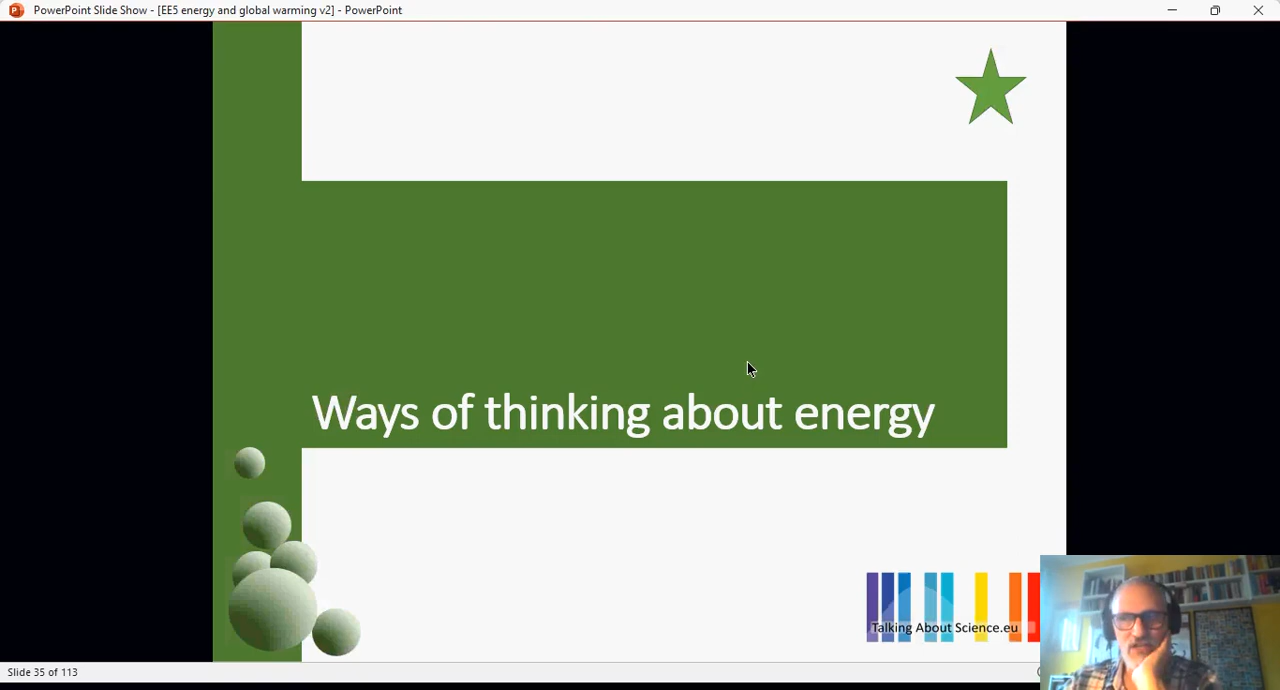 PowerPoint Slide Show - [EE5 energy and global warming v2] - PowerPoint
Ways of thinking about energy
Talking About Science.eu
Slide 35 of 113